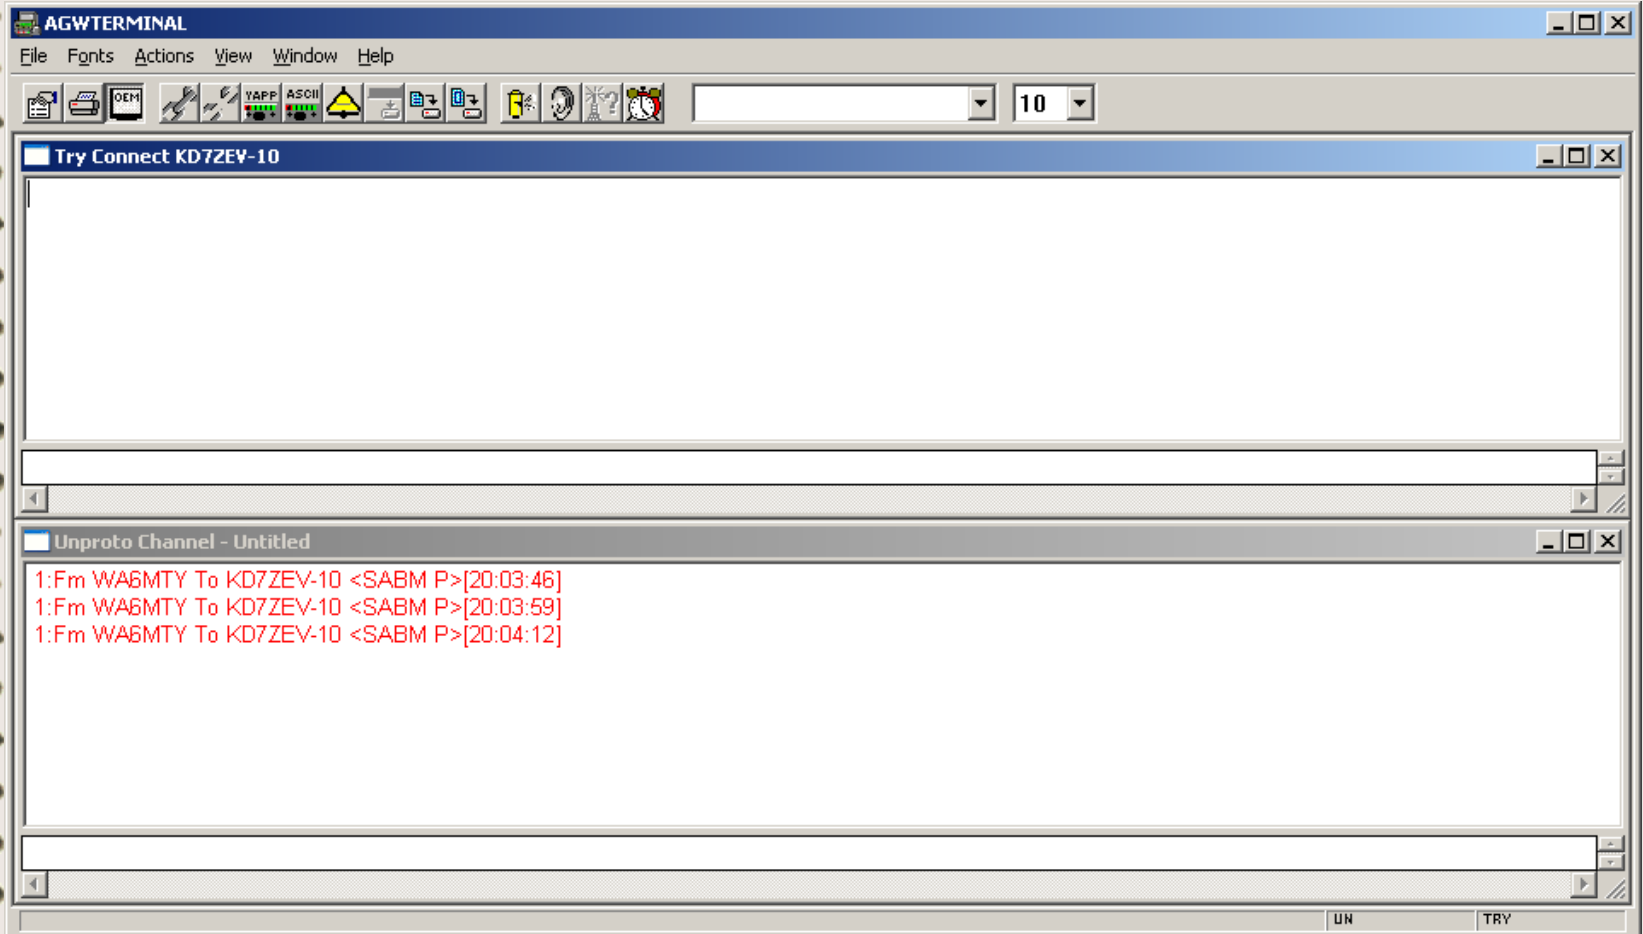 AGWTERMINAL
File Fonts Actions View Window Help
OEM YAPP ASCII 10
Try Connect KD7ZEV-10
Unproto Channel - Untitled
1:Fm WA6MTY To KD7ZEV-10 <SABM P>[20:03:46]
1:Fm WA6MTY To KD7ZEV-10 <SABM P>[20:03:59]
1:Fm WA6MTY To KD7ZEV-10 <SABM P>[20:04:12]
UN TRY